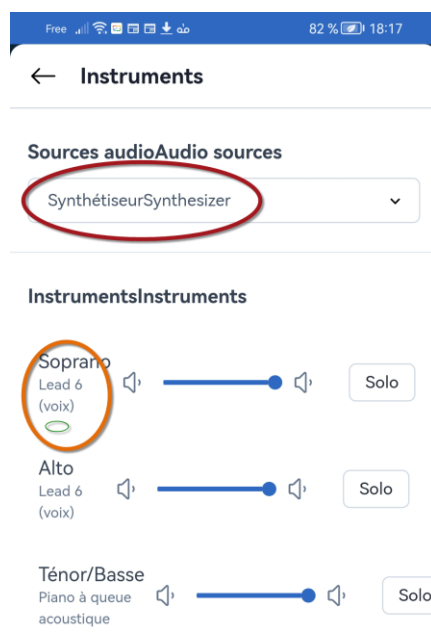 Free 82 % 18:17
Instruments
Sources audioAudio sources
SynthétiseurSynthesizer
InstrumentsInstruments
Soprano
Lead 6
(voix)
Solo
Alto
Lead 6
(voix)
Solo
Ténor/Basse
Piano à queue
acoustique
Solo